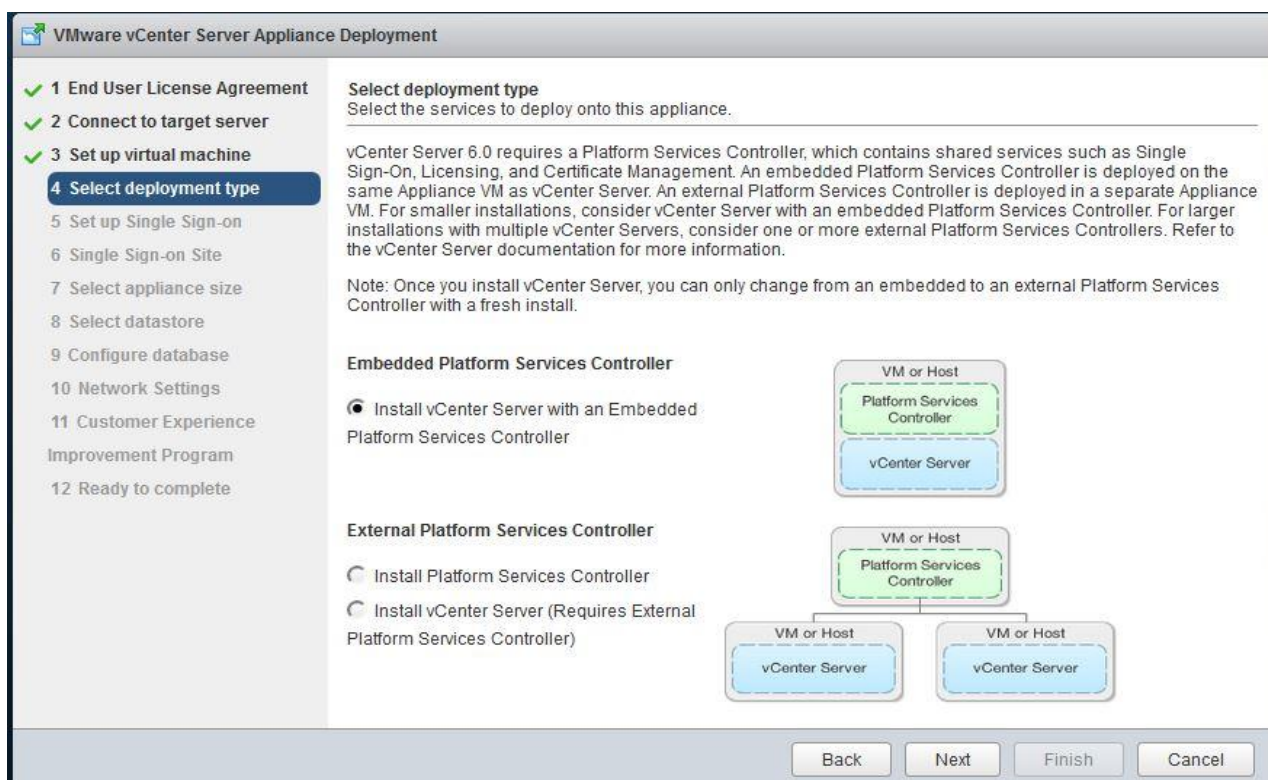 VMware vCenter Server Appliance Deployment
1 End User License Agreement
2 Connect to target server
3 Set up virtual machine
4 Select deployment type
5 Set up Single Sign-on
6 Single Sign-on Site
7 Select appliance size
8 Select datastore
9 Configure database
10 Network Settings
11 Customer Experience
Improvement Program
12 Ready to complete
Select deployment type
Select the services to deploy onto this appliance.
vCenter Server 6.0 requires a Platform Services Controller, which contains shared services such as Single
Sign-On, Licensing, and Certificate Management. An embedded Platform Services Controller is deployed on the
same Appliance VM as vCenter Server. An external Platform Services Controller is deployed in a separate Appliance
VM. For smaller installations, consider vCenter Server with an embedded Platform Services Controller. For larger
installations with multiple vCenter Servers, consider one or more external Platform Services Controllers. Refer to
the vCenter Server documentation for more information.
Note: Once you install vCenter Server, you can only change from an embedded to an external Platform Services
Controller with a fresh install.
Embedded Platform Services Controller
Install vCenter Server with an Embedded
Platform Services Controller
VM or Host
Platform Services
Controller
vCenter Server
External Platform Services Controller
Install Platform Services Controller
Install vCenter Server (Requires External
Platform Services Controller)
VM or Host
Platform Services
Controller
VM or Host
vCenter Server
VM or Host
vCenter Server
Back
Next
Finish
Cancel